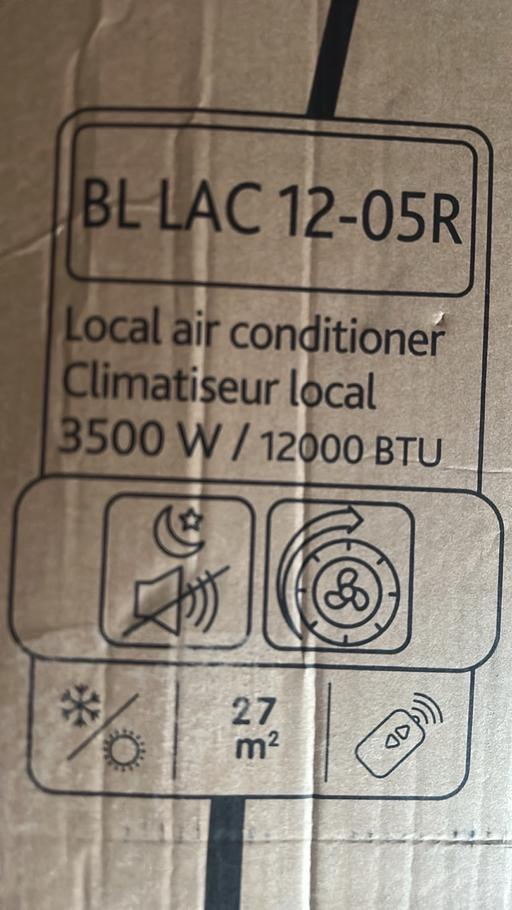 BL LAC 12-05R
Local air conditioner
Climatiseur local
3500 W / 12000 BTU
27
m²